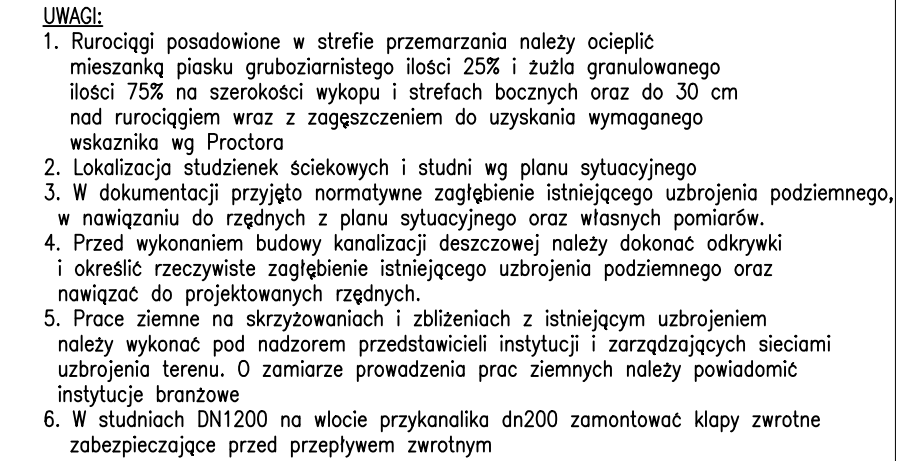 UWAGI:
1. Rurociągi posadowione w strefie przemarzania należy ocieplić
mieszanką piasku gruboziarnistego ilości 25% i żużla granulowanego
ilości 75% na szerokości wykopu i strefach bocznych oraz do 30 cm
nad rurociągiem wraz z zagęszczeniem do uzyskania wymaganego
wskaznika wg Proctora
2. Lokalizacja studzienek ściekowych i studni wg planu sytuacyjnego
3. W dokumentacji przyjęto normatywne zagłębienie istniejącego uzbrojenia podziemnego,
w nawiązaniu do rzędnych z planu sytuacyjnego oraz własnych pomiarów.
4. Przed wykonaniem budowy kanalizacji deszczowej należy dokonać odkrywki
i określić rzeczywiste zagłębienie istniejącego uzbrojenia podziemnego oraz
nawiązać do projektowanych rzędnych.
5. Prace ziemne na skrzyżowaniach i zbliżeniach z istniejącym uzbrojeniem
należy wykonać pod nadzorem przedstawicieli instytucji i zarządzających sieciami
uzbrojenia terenu. O zamiarze prowadzenia prac ziemnych należy powiadomić
instytucje branżowe
6. W studniach DN1200 na wlocie przykanalika dn200 zamontować klapy zwrotne
zabezpieczające przed przepływem zwrotnym